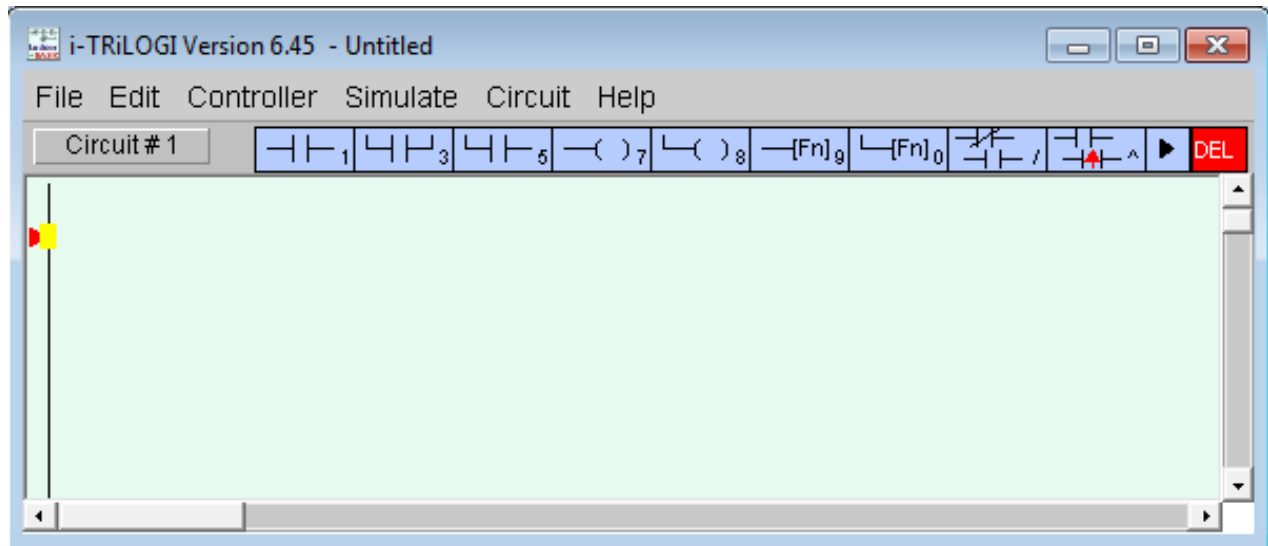 i-TRiLOGI Version 6.45 - Untitled
File Edit Controller Simulate Circuit Help
Circuit # 1 1 3 5 ( ) 7 ( ) 8 [Fn] 9 [Fn] 0 / ^ DEL